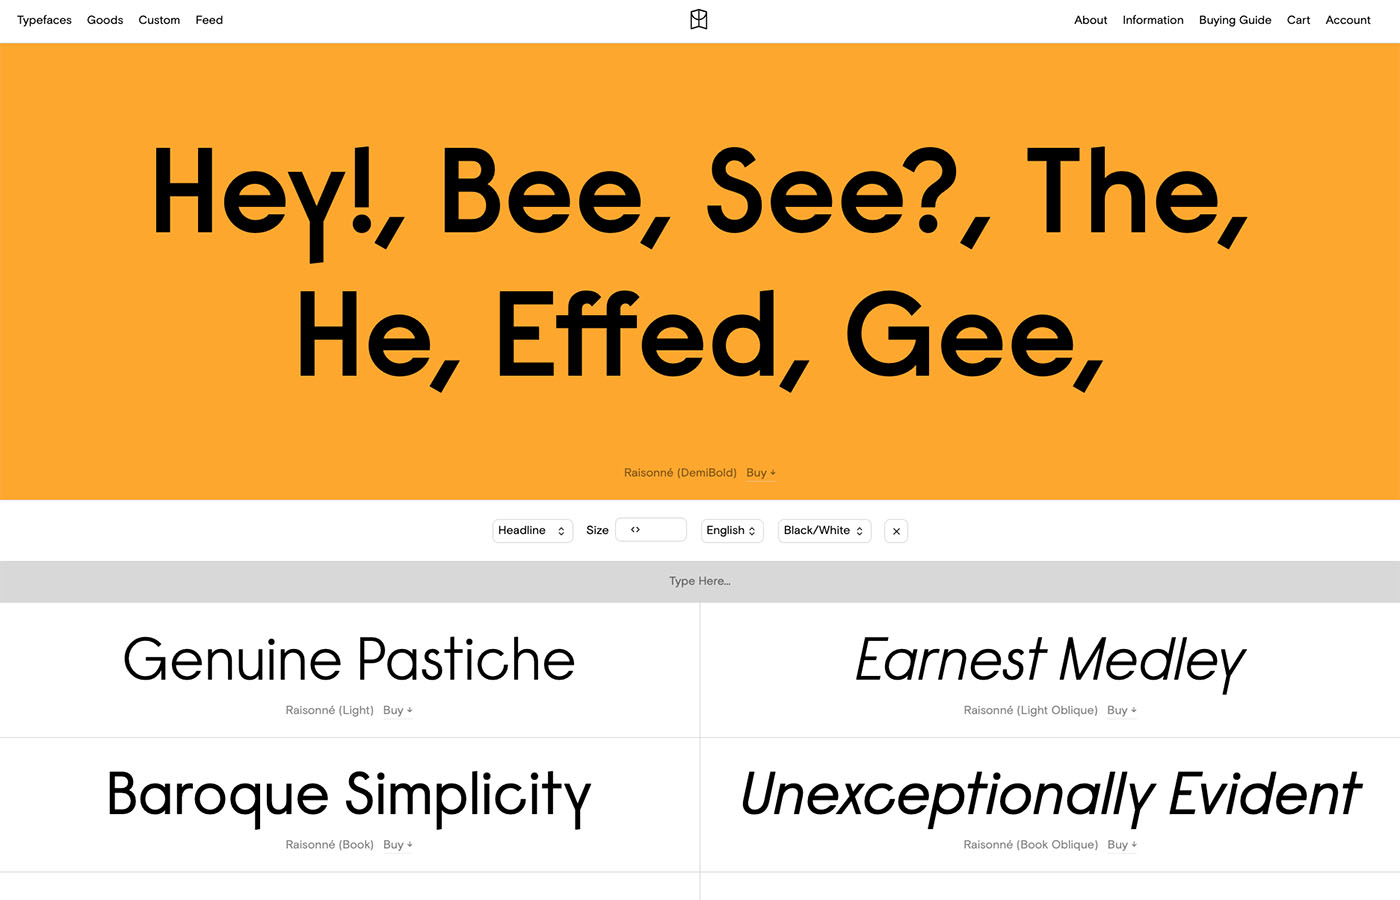 Typefaces Goods Custom Feed About Information Buying Guide Cart Account
Hey!, Bee, See?, The,
He, Effed, Gee,
Raisonné (DemiBold) Buy ↓
Headline Size <> English Black/White ×
Type Here...
Genuine Pastiche
Raisonné (Light) Buy ↓
Earnest Medley
Raisonné (Light Oblique) Buy ↓
Baroque Simplicity
Raisonné (Book) Buy ↓
Unexceptionally Evident
Raisonné (Book Oblique) Buy ↓